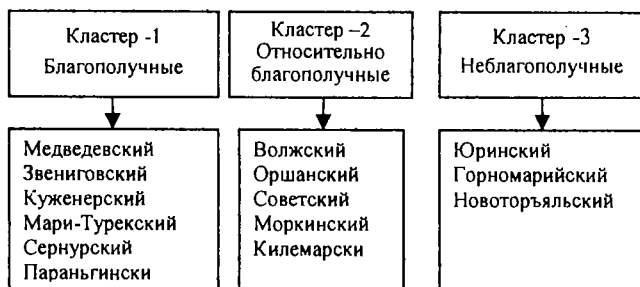 Кластер -1
Благополучные
Кластер –2
Относительно
благополучные
Кластер -3
Неблагополучные
Медведевский
Звениговский
Куженерский
Мари-Турекский
Сернурский
Параньгински
Волжский
Оршанский
Советский
Моркинский
Килемарски
Юринский
Горномарийский
Новоторъяльский